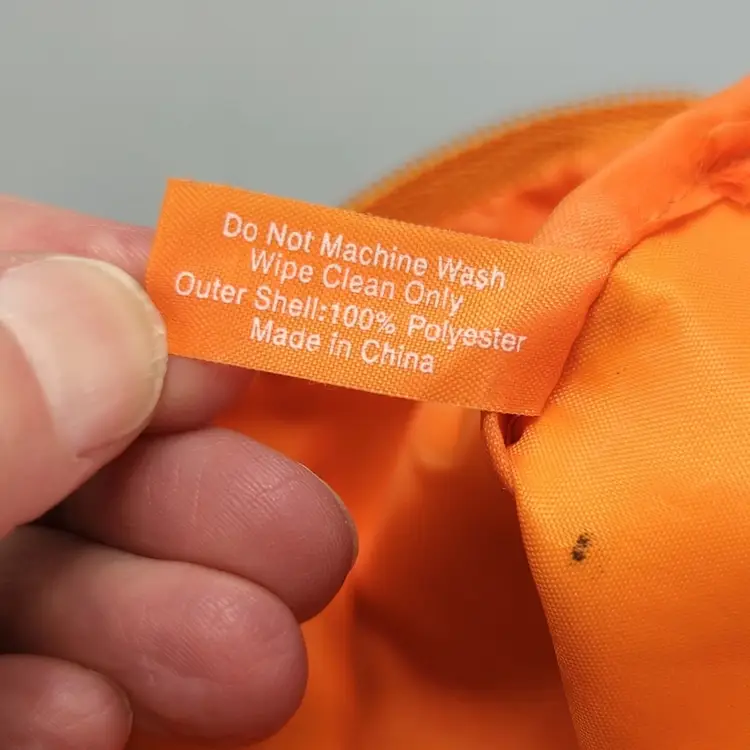 Do Not Machine Wash
Wipe Clean Only
Outer Shell:100% Polyester
Made in China